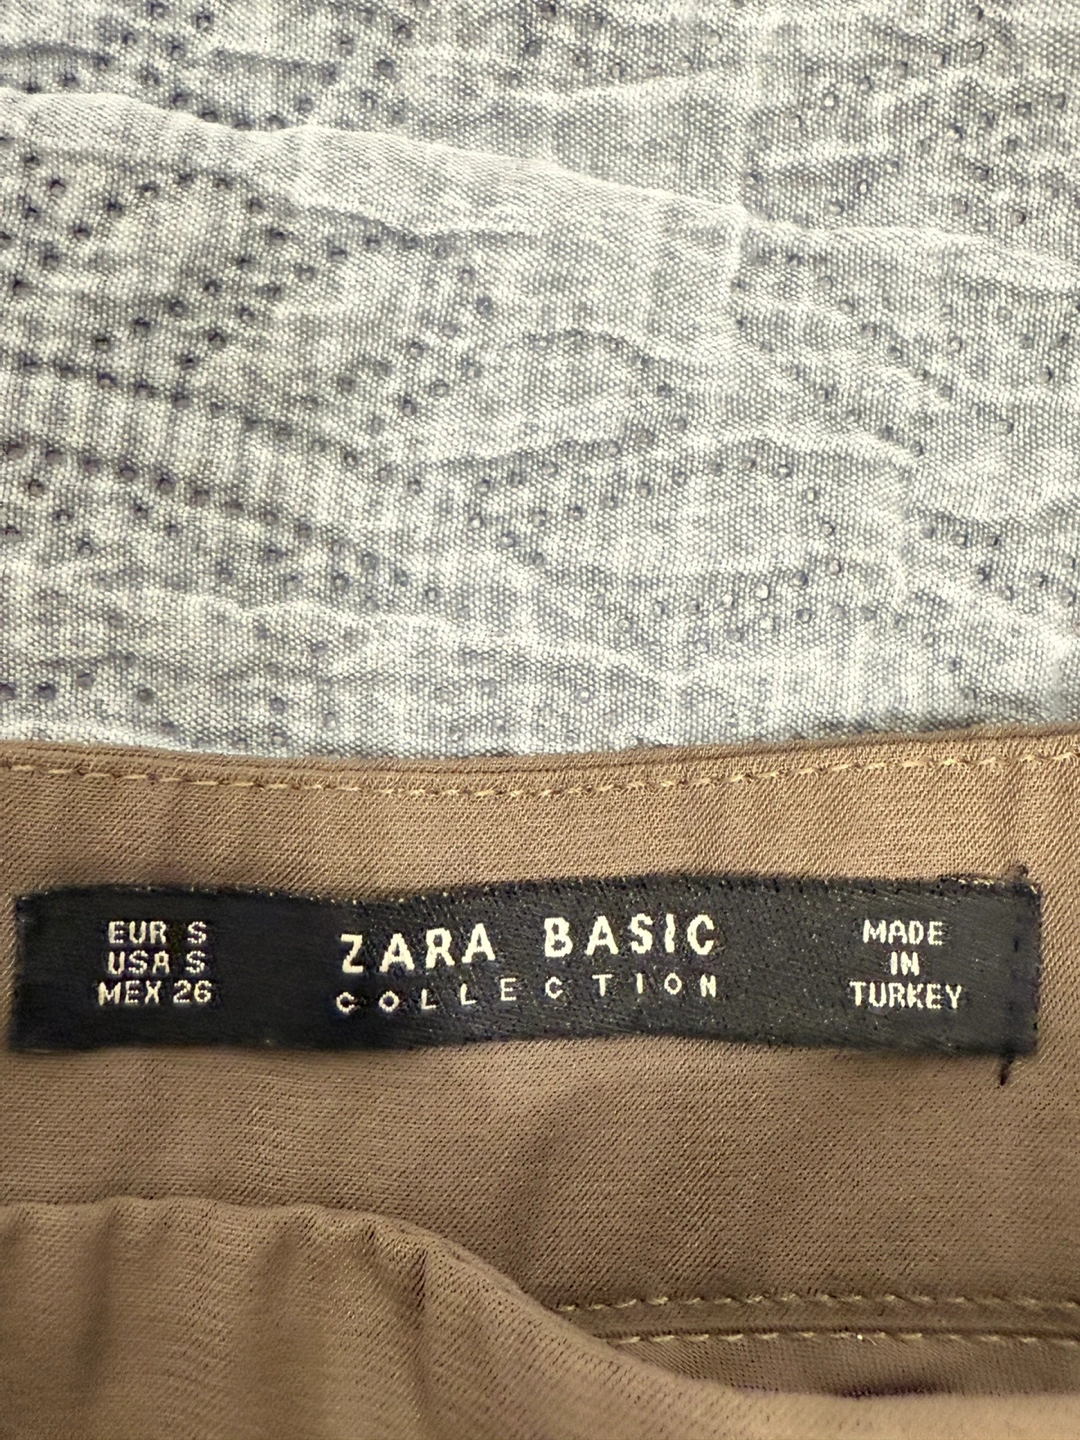 EUR S
USA S
MEX 26
ZARA BASIC
COLLECTION
MADE
IN
TURKEY